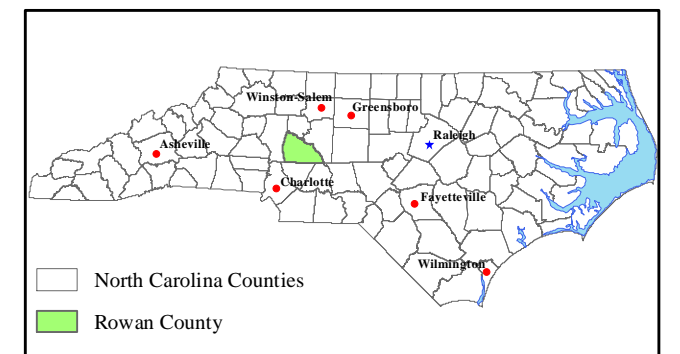 Winston-Salem
Greensboro
Raleigh
Asheville
Charlotte
Fayetteville
Wilmington
North Carolina Counties
Rowan County